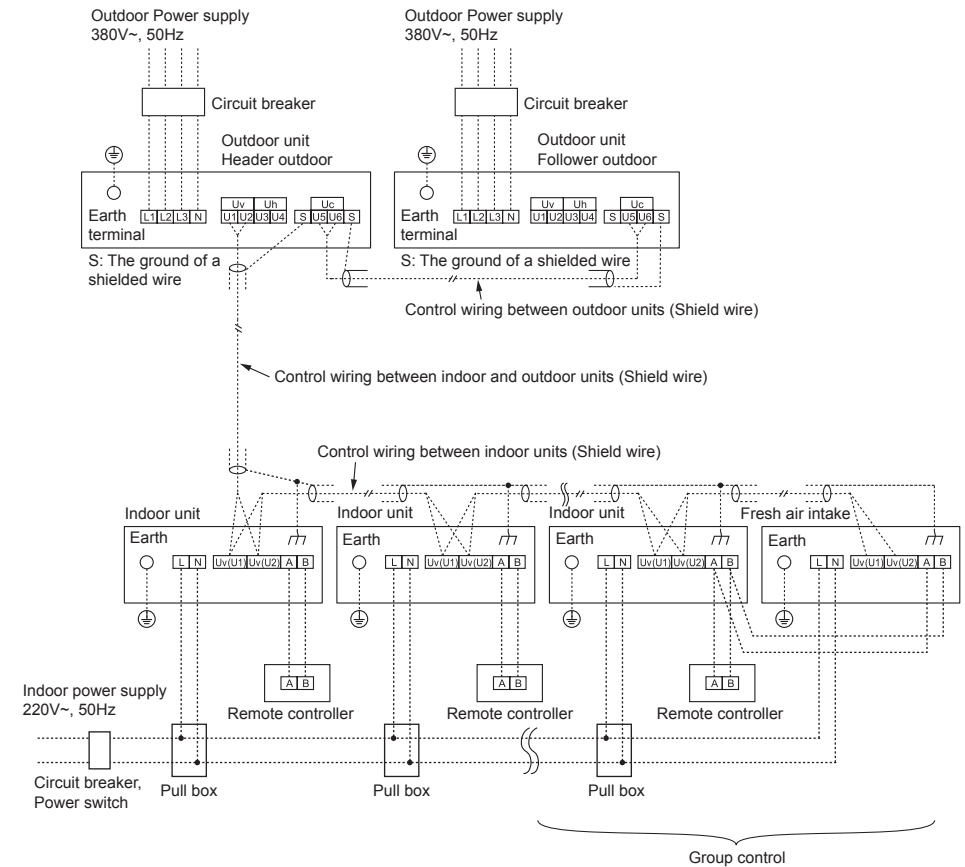 Outdoor Power supply
380V~, 50Hz
Outdoor Power supply
380V~, 50Hz
Circuit breaker
Circuit breaker
Outdoor unit
Header outdoor
Outdoor unit
Follower outdoor
Earth
terminal
L1 L2 L3 N
Uv Uh
U1 U2 U3 U4
Uc
S U5 U6 S
Earth
terminal
L1 L2 L3 N
Uv Uh
U1 U2 U3 U4
Uc
S U5 U6 S
S: The ground of a
shielded wire
S: The ground of a shielded wire
Control wiring between outdoor units (Shield wire)
Control wiring between indoor and outdoor units (Shield wire)
Control wiring between indoor units (Shield wire)
Indoor unit
Indoor unit
Indoor unit
Fresh air intake
Earth
L N Uv(U1) Uv(U2) A B
Earth
L N Uv(U1) Uv(U2) A B
Earth
L N Uv(U1) Uv(U2) A B
Earth
L N Uv(U1) Uv(U2) A B
A B
Remote controller
A B
Remote controller
A B
Remote controller
Indoor power supply
220V~, 50Hz
Circuit breaker,
Power switch
Pull box
Pull box
Pull box
Group control